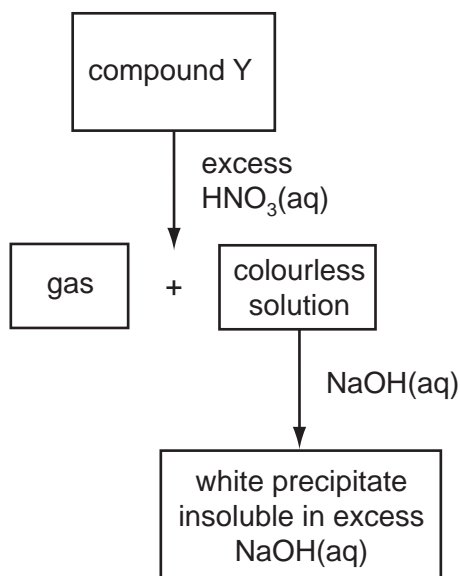 compound Y
excess
HNO₃(aq)
gas
+
colourless
solution
NaOH(aq)
white precipitate
insoluble in excess
NaOH(aq)